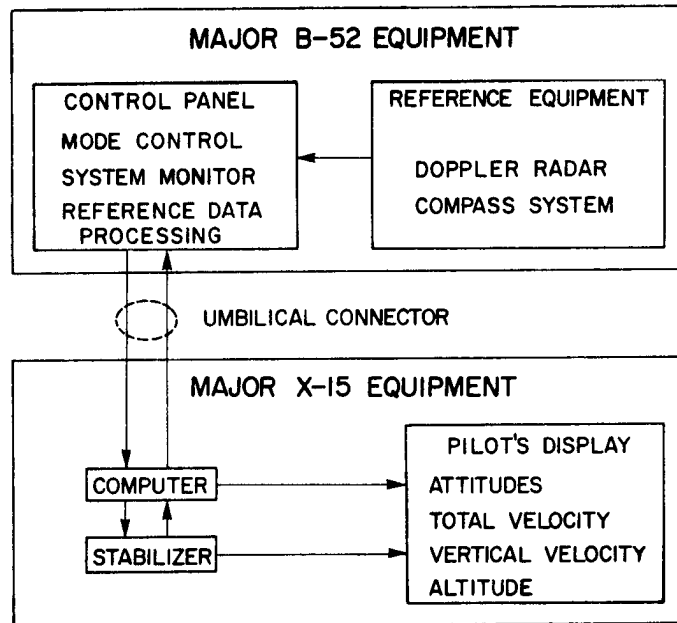 MAJOR B-52 EQUIPMENT
CONTROL PANEL
MODE CONTROL
SYSTEM MONITOR
REFERENCE DATA
PROCESSING
REFERENCE EQUIPMENT
DOPPLER RADAR
COMPASS SYSTEM
UMBILICAL CONNECTOR
MAJOR X-15 EQUIPMENT
COMPUTER
STABILIZER
PILOT'S DISPLAY
ATTITUDES
TOTAL VELOCITY
VERTICAL VELOCITY
ALTITUDE